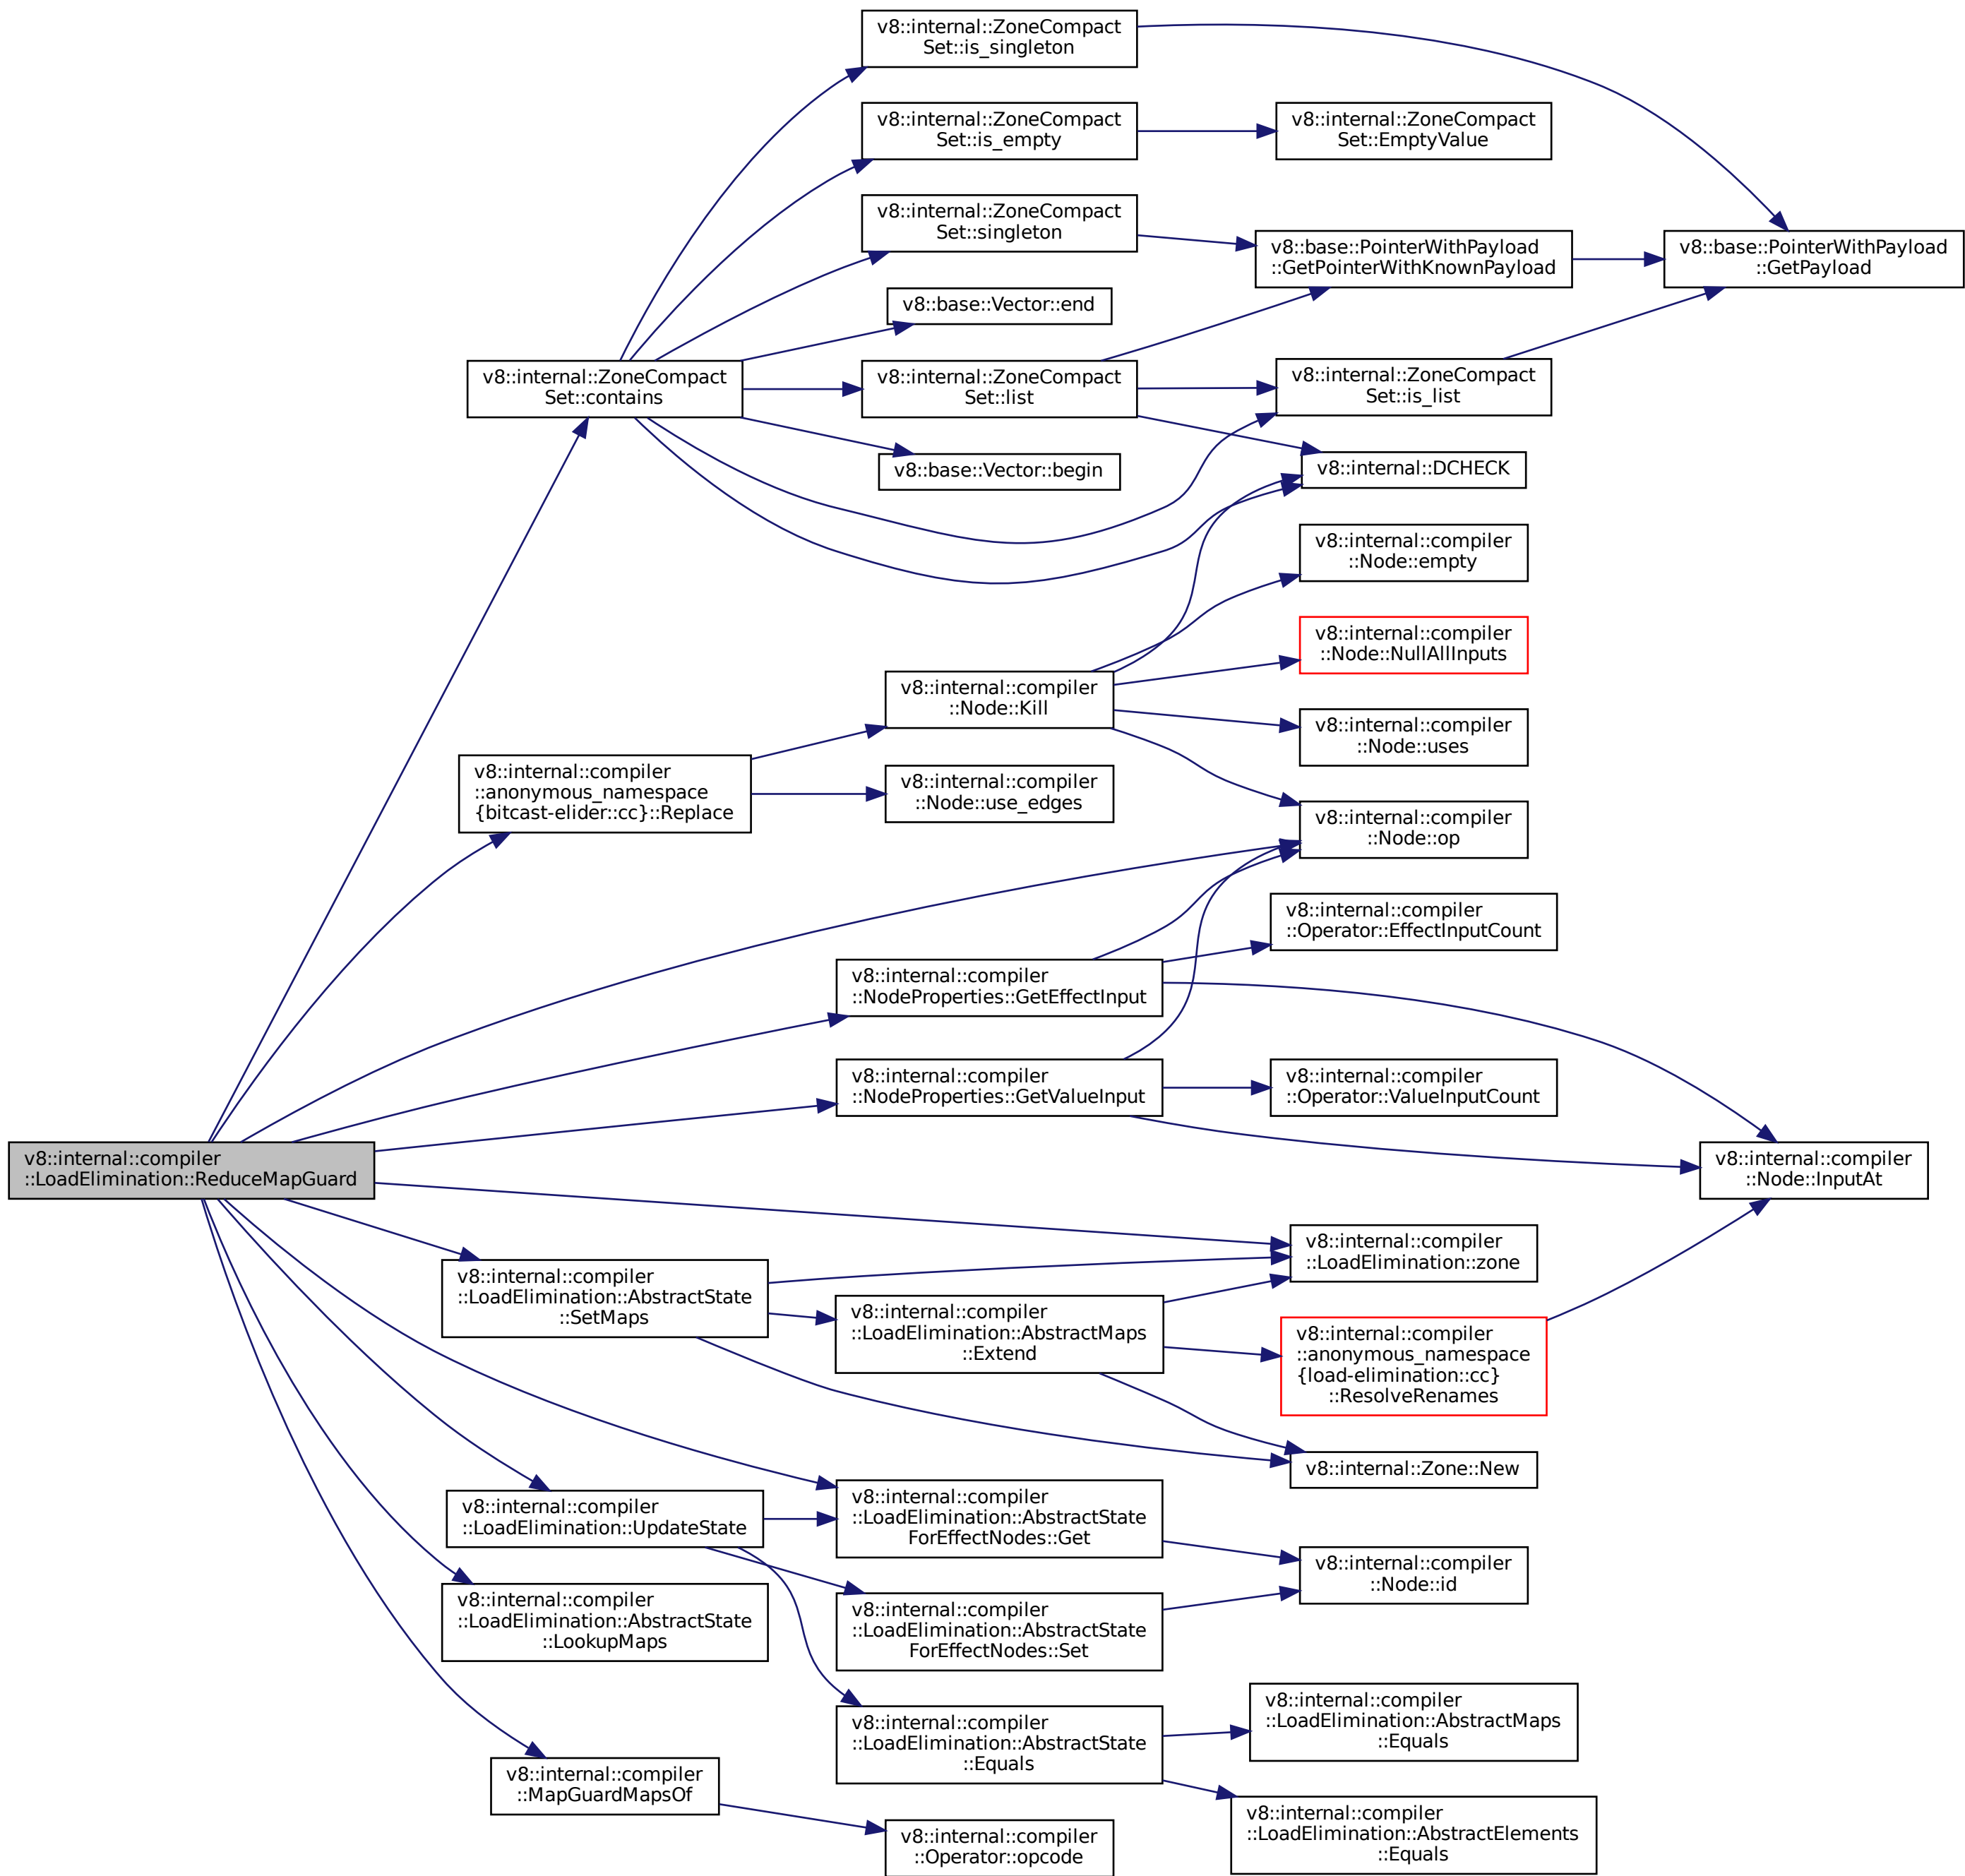 v8::internal::ZoneCompact
Set::is_singleton
v8::internal::ZoneCompact
Set::is_empty
v8::internal::ZoneCompact
Set::EmptyValue
v8::internal::ZoneCompact
Set::singleton
v8::base::PointerWithPayload
::GetPointerWithKnownPayload
v8::base::PointerWithPayload
::GetPayload
v8::base::Vector::end
v8::internal::ZoneCompact
Set::contains
v8::internal::ZoneCompact
Set::list
v8::internal::ZoneCompact
Set::is_list
v8::base::Vector::begin
v8::internal::DCHECK
v8::internal::compiler
::Node::empty
v8::internal::compiler
::Node::NullAllInputs
v8::internal::compiler
::Node::Kill
v8::internal::compiler
::Node::uses
v8::internal::compiler
::anonymous_namespace
{bitcast-elider::cc}::Replace
v8::internal::compiler
::Node::use_edges
v8::internal::compiler
::Node::op
v8::internal::compiler
::Operator::EffectInputCount
v8::internal::compiler
::NodeProperties::GetEffectInput
v8::internal::compiler
::NodeProperties::GetValueInput
v8::internal::compiler
::Operator::ValueInputCount
v8::internal::compiler
::LoadElimination::ReduceMapGuard
v8::internal::compiler
::Node::InputAt
v8::internal::compiler
::LoadElimination::zone
v8::internal::compiler
::LoadElimination::AbstractState
::SetMaps
v8::internal::compiler
::LoadElimination::AbstractMaps
::Extend
v8::internal::compiler
::anonymous_namespace
{load-elimination::cc}
::ResolveRenames
v8::internal::Zone::New
v8::internal::compiler
::LoadElimination::UpdateState
v8::internal::compiler
::LoadElimination::AbstractState
ForEffectNodes::Get
v8::internal::compiler
::Node::id
v8::internal::compiler
::LoadElimination::AbstractState
::LookupMaps
v8::internal::compiler
::LoadElimination::AbstractState
ForEffectNodes::Set
v8::internal::compiler
::LoadElimination::AbstractState
::Equals
v8::internal::compiler
::LoadElimination::AbstractMaps
::Equals
v8::internal::compiler
::MapGuardMapsOf
v8::internal::compiler
::Operator::opcode
v8::internal::compiler
::LoadElimination::AbstractElements
::Equals